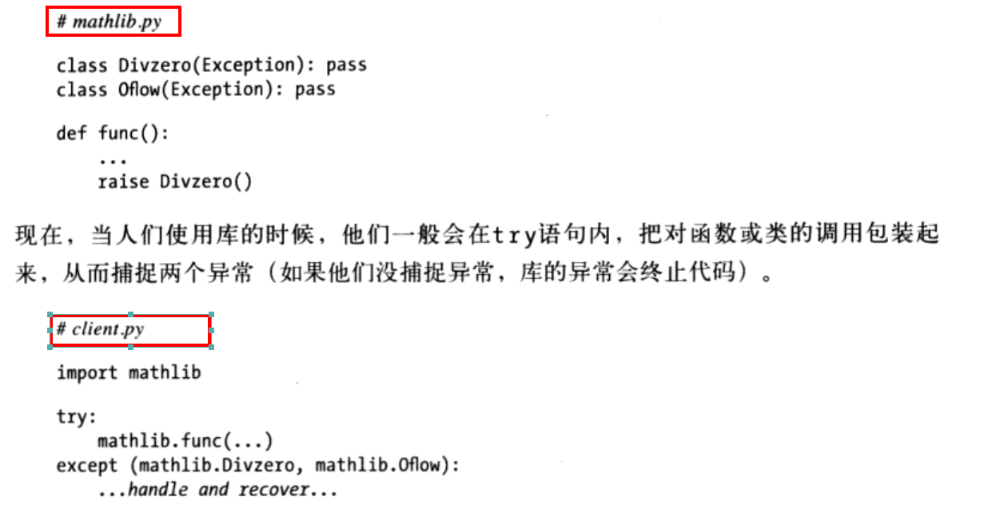 # mathlib.py
class Divzero(Exception): pass
class Oflow(Exception): pass
def func():
...
raise Divzero()
现在，当人们使用库的时候，他们一般会在try语句内，把对函数或类的调用包装起
来，从而捕捉两个异常（如果他们没捕捉异常，库的异常会终止代码）。
# client.py
import mathlib
try:
mathlib.func(...)
except (mathlib.Divzero, mathlib.Oflow):
...handle and recover...